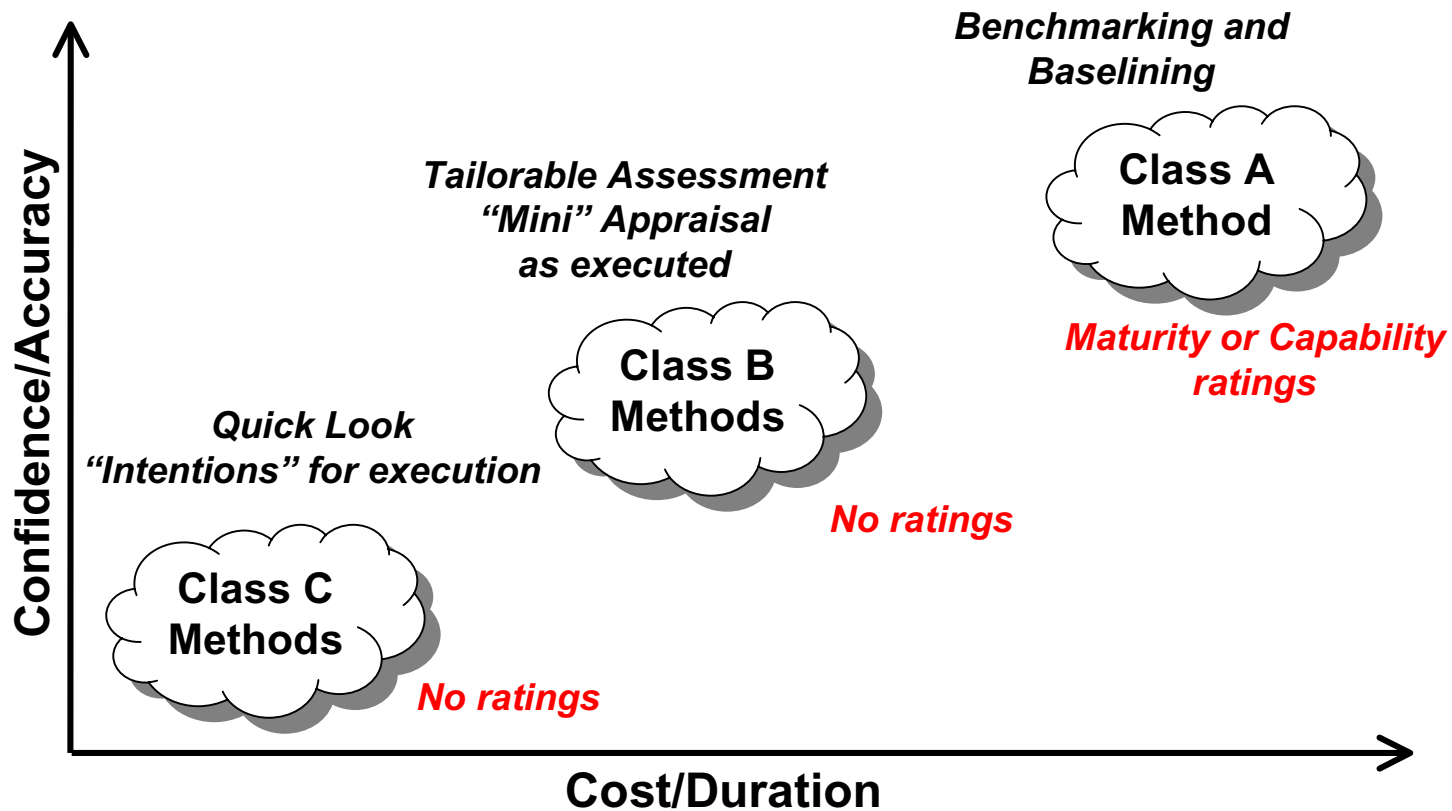 Benchmarking and
Baselining
Class A
Method
Maturity or Capability
ratings
Tailorable Assessment
“Mini” Appraisal
as executed
Class B
Methods
No ratings
Quick Look
“Intentions” for execution
Class C
Methods
No ratings
Confidence/Accuracy
Cost/Duration